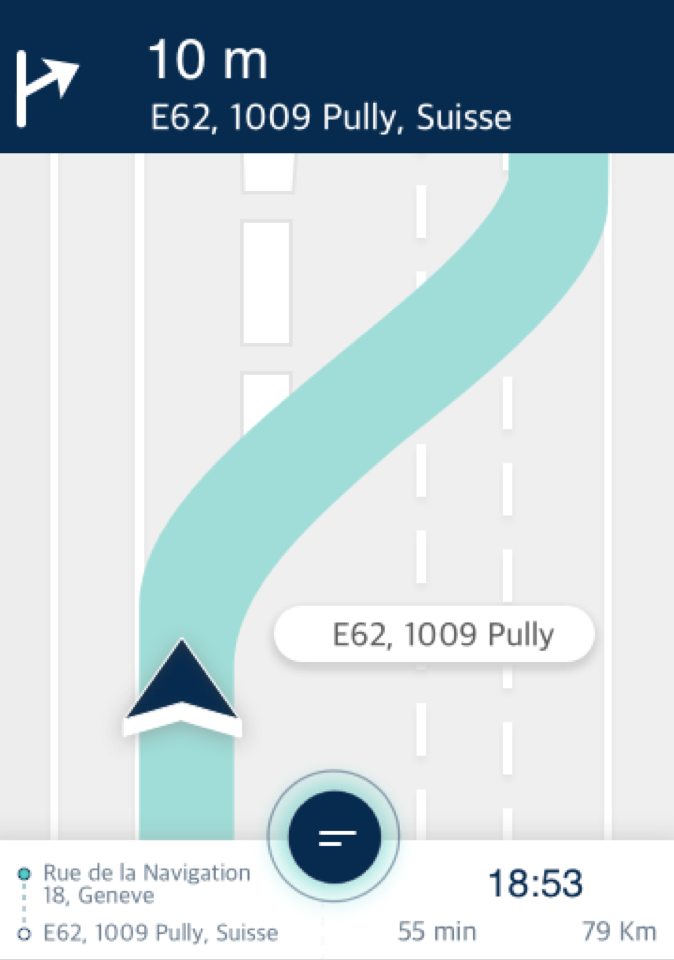 10 m
E62, 1009 Pully, Suisse
E62, 1009 Pully
Rue de la Navigation
18, Geneve
E62, 1009 Pully, Suisse
18:53
55 min
79 Km